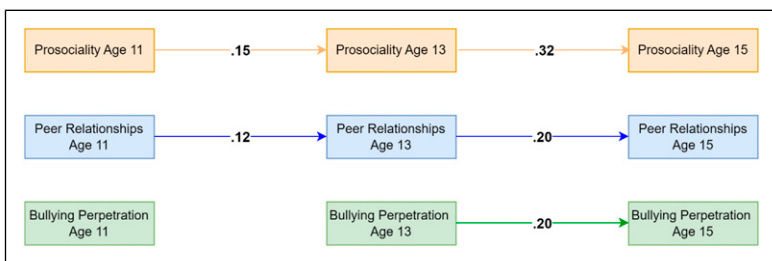 Prosociality Age 11
.15
Prosociality Age 13
.32
Prosociality Age 15
Peer Relationships
Age 11
.12
Peer Relationships
Age 13
.20
Peer Relationships
Age 15
Bullying Perpetration
Age 11
Bullying Perpetration
Age 13
.20
Bullying Perpetration
Age 15